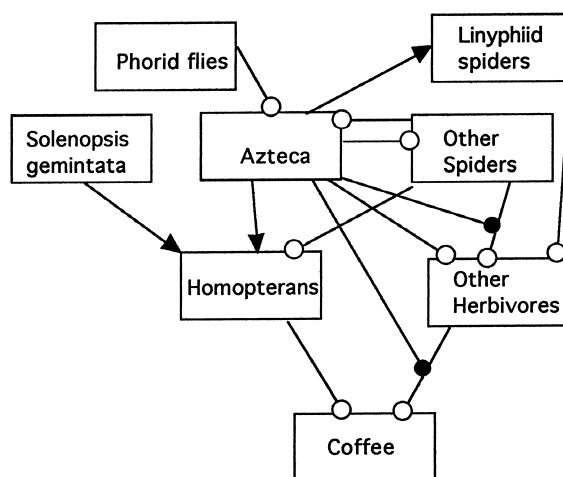 Phorid flies
Linyphiid
spiders
Solenopsis
gemintata
Azteca
Other
Spiders
Homopterans
Other
Herbivores
Coffee